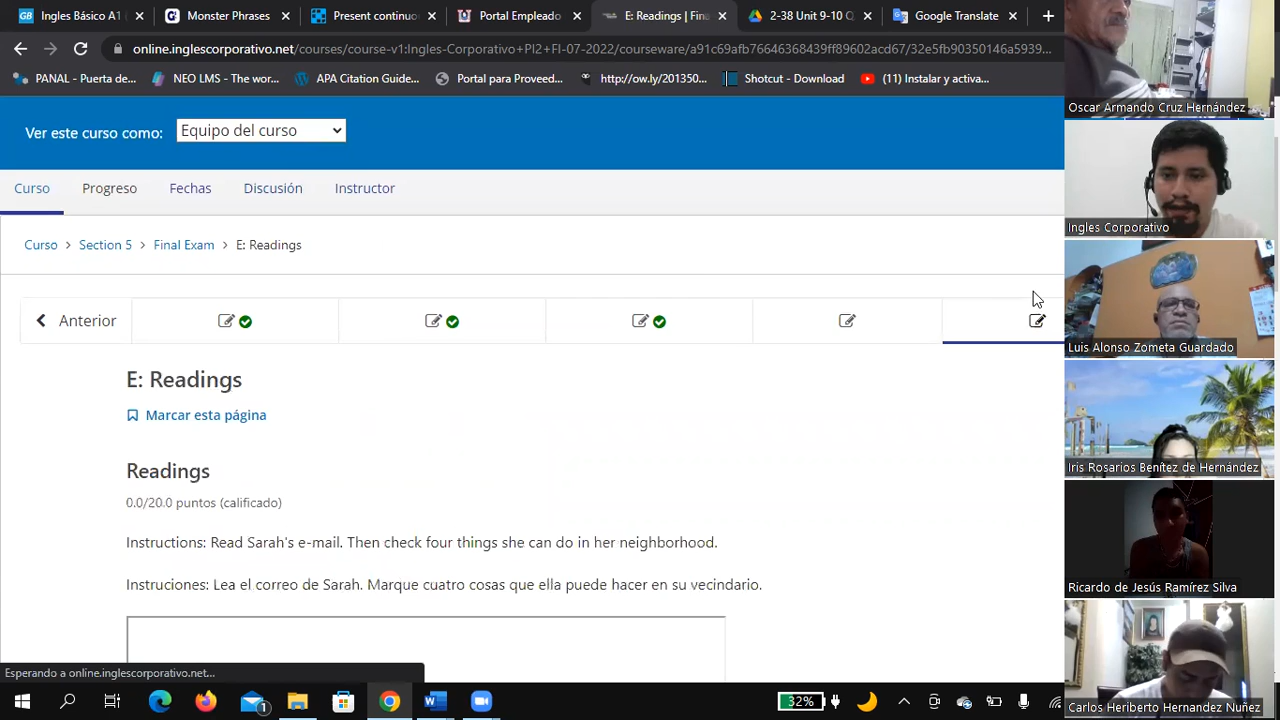 Ingles Básico A1 (
Monster Phrases
Present continuo
Portal Empleado
E: Readings | Fina
2-38 Unit 9-10 C
Google Translate
online.inglescorporativo.net/courses/course-v1:Ingles-Corporativo+PI2+FI-07-2022/courseware/a91c69afb76646368439ff89602acd67/32e5fb90350146a5939...
PANAL - Puerta de...
NEO LMS - The wor...
APA Citation Guide...
Portal para Proveed...
http://ow.ly/201350...
Shotcut - Download
(11) Instalar y activa...
Ver este curso como:
Equipo del curso
Curso
Progreso
Fechas
Discusión
Instructor
Curso > Section 5 > Final Exam > E: Readings
Anterior
E: Readings
Marcar esta página
Readings
0.0/20.0 puntos (calificado)
Instructions: Read Sarah's e-mail. Then check four things she can do in her neighborhood.
Instruciones: Lea el correo de Sarah. Marque cuatro cosas que ella puede hacer en su vecindario.
Esperando a online.inglescorporativo.net...
1
32%
Oscar Armando Cruz Hernández
Ingles Corporativo
Luis Alonso Zometa Guardado
Iris Rosarios Benítez de Hernández
Ricardo de Jesús Ramírez Silva
Carlos Heriberto Hernandez Nuñez